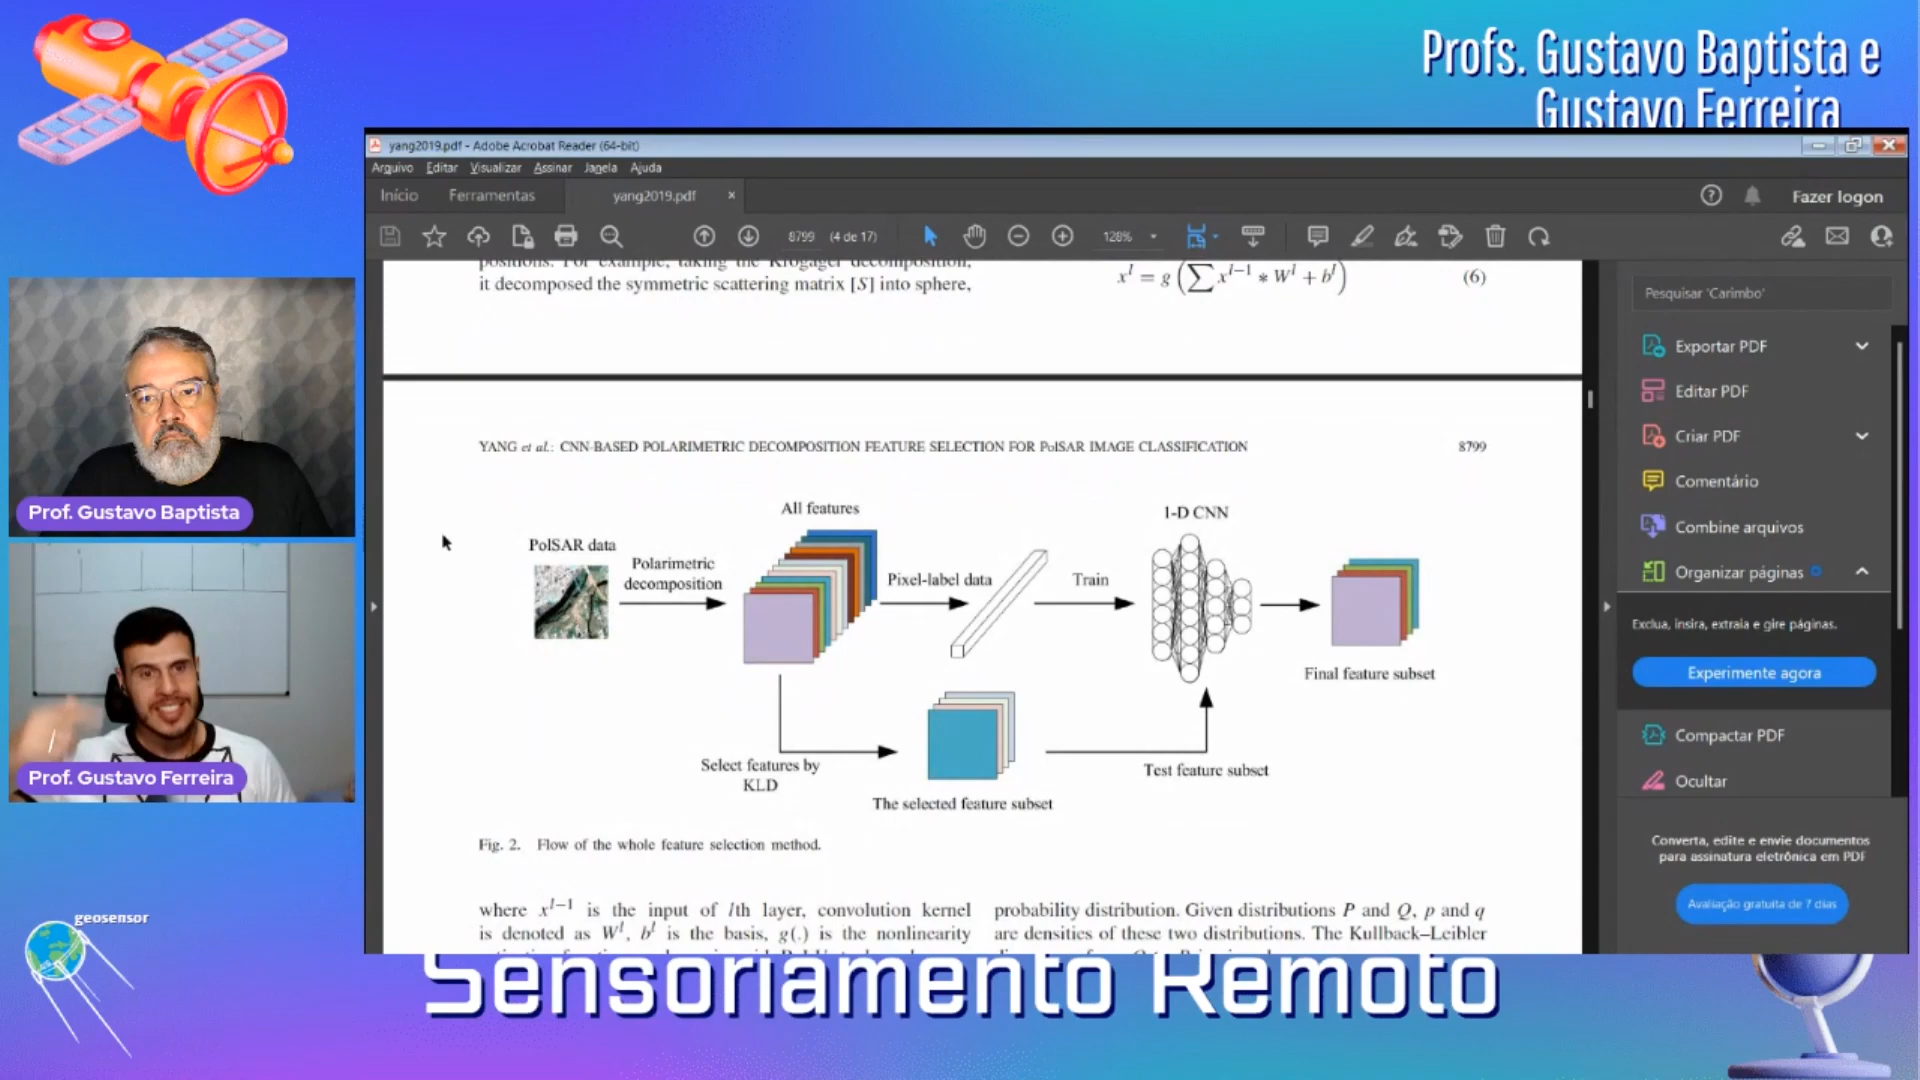 Profs. Gustavo Baptista e
Gustavo Ferreira
yang2019.pdf - Adobe Acrobat Reader (64-bit)
Arquivo Editar Visualizar Assinar Janela Ajuda
Início Ferramentas yang2019.pdf × Fazer logon
8799 (4 de 17) 128%
positions. For example, taking the Krogager decomposition,
it decomposed the symmetric scattering matrix [S] into sphere,
x^l = g (∑ x^{l−1} ∗ W^l + b^l) (6)
YANG et al.: CNN-BASED POLARIMETRIC DECOMPOSITION FEATURE SELECTION FOR PolSAR IMAGE CLASSIFICATION 8799
All features
1-D CNN
PolSAR data
Polarimetric
decomposition
Pixel-label data
Train
Final feature subset
Select features by
KLD
Test feature subset
The selected feature subset
Fig. 2. Flow of the whole feature selection method.
where x^{l−1} is the input of lth layer, convolution kernel
is denoted as W^l, b^l is the basis, g(.) is the nonlinearity
probability distribution. Given distributions P and Q, p and q
are densities of these two distributions. The Kullback–Leibler
Pesquisar 'Carimbo'
Exportar PDF
Editar PDF
Criar PDF
Comentário
Combine arquivos
Organizar páginas
Exclua, insira, extraia e gire páginas.
Experimente agora
Compactar PDF
Ocultar
Converta, edite e envie documentos
para assinatura eletrônica em PDF
Avaliação gratuita de 7 dias
Prof. Gustavo Baptista
Prof. Gustavo Ferreira
geosensor
Sensoriamento Remoto